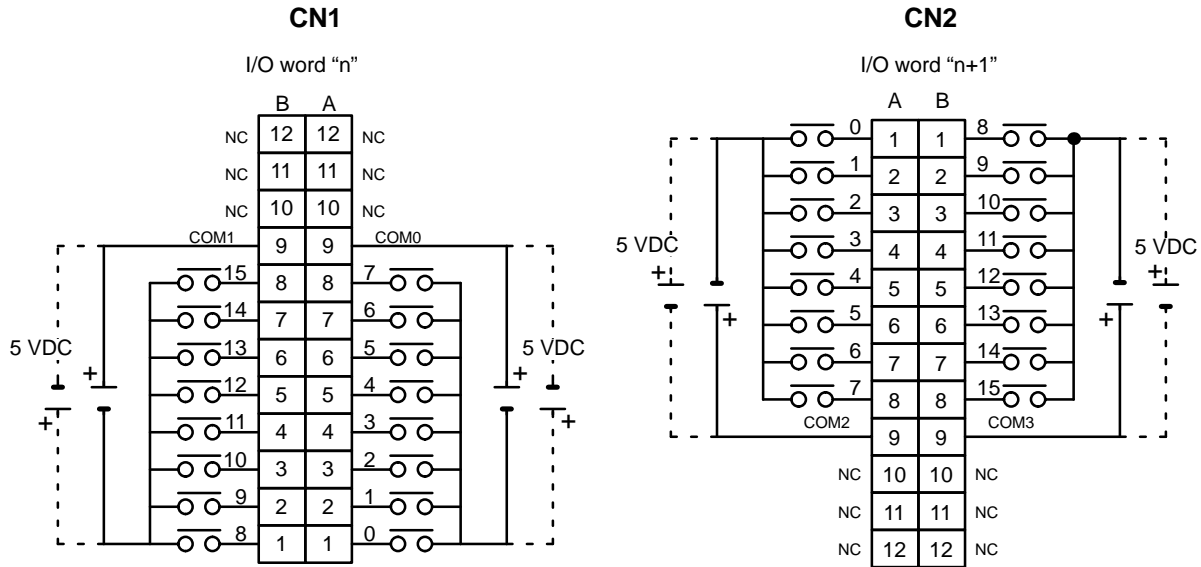 CN1
I/O word “n”
B A
NC 12 12 NC
NC 11 11 NC
NC 10 10 NC
COM1 9 9 COM0
15 8 8 7
14 7 7 6
13 6 6 5
12 5 5 4
11 4 4 3
10 3 3 2
9 2 2 1
8 1 1 0
5 VDC
+
+
5 VDC
+
+
CN2
I/O word “n+1”
A B
0 1 1 8
1 2 2 9
2 3 3 10
3 4 4 11
4 5 5 12
5 6 6 13
6 7 7 14
7 8 8 15
COM2 9 9 COM3
NC 10 10 NC
NC 11 11 NC
NC 12 12 NC
5 VDC
+
+
5 VDC
+
+